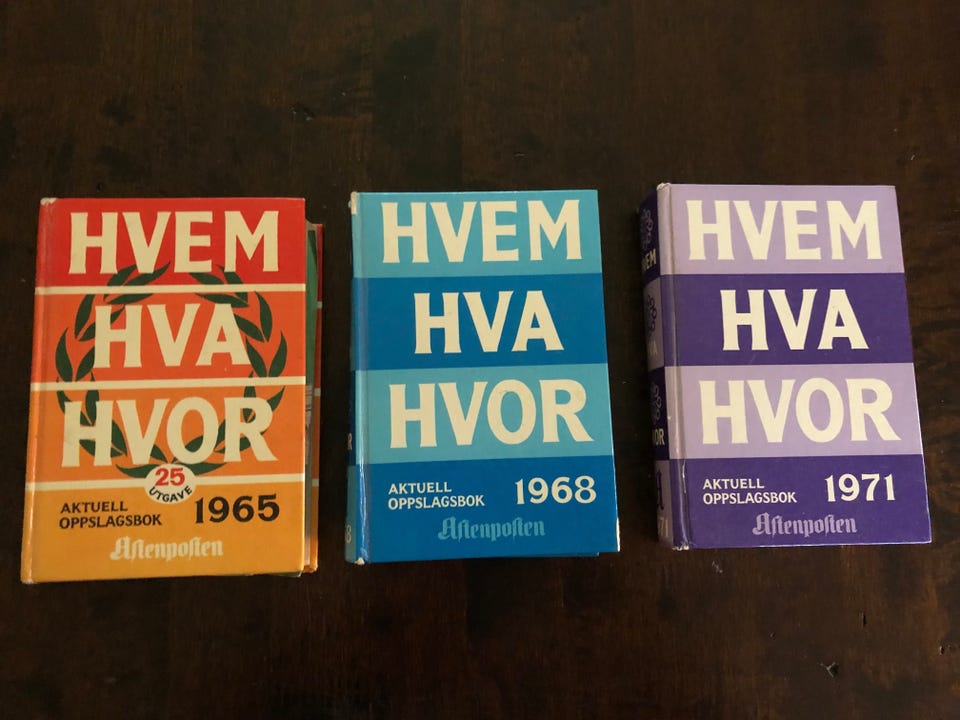 HVEM
HVA
HVOR
25
UTGAVE
AKTUELL
OPPSLAGSBOK
1965
Aftenposten
HVEM
HVA
HVOR
AKTUELL
OPPSLAGSBOK
1968
Aftenposten
HVEM
HVA
HVOR
AKTUELL
OPPSLAGSBOK
1971
Aftenposten